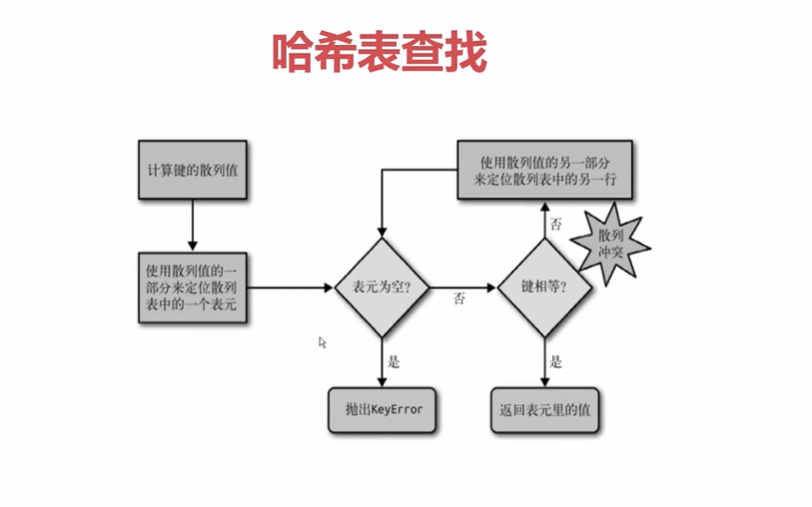 哈希表查找
计算键的散列值
使用散列值的一
部分来定位散列
表中的一个表元
表元为空?
是
抛出KeyError
否
键相等?
是
返回表元里的值
否
散列
冲突
使用散列值的另一部分
来定位散列表中的另一行